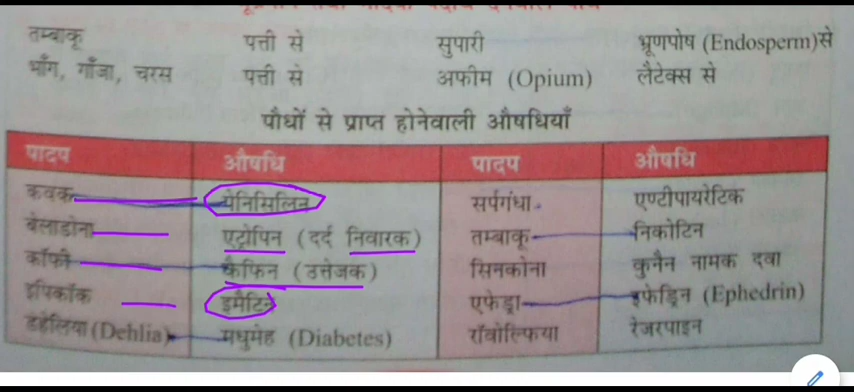 तम्बाकू पत्ती से सुपारी भ्रूणपोष (Endosperm)से
भाँग, गाँजा, चरस पत्ती से अफीम (Opium) लैटेक्स से
पौधों से प्राप्त होनेवाली औषधियाँ
पादप औषधि पादप औषधि
कवक पेनिसिलिन सर्पगंधा एण्टीपायरेटिक
बेलाडोना एट्रोपिन (दर्द निवारक) तम्बाकू निकोटिन
कॉफी कैफिन (उत्तेजक) सिनकोना कुनैन नामक दवा
इपिकॉक इमैटिन एफेड्रा इफेड्रिन (Ephedrin)
डहेलिया (Dehlia) मधुमेह (Diabetes) रॉवोल्फिया रेजरपाइन